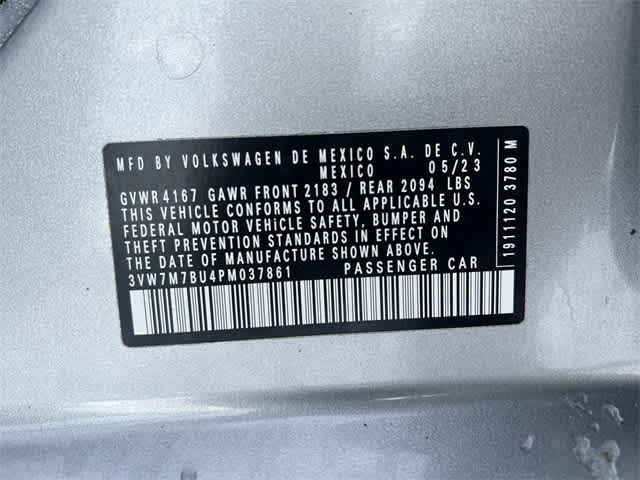 MFD BY VOLKSWAGEN DE MEXICO S.A. DE C.V.
MEXICO 05/23
GVWR 4167 GAWR FRONT 2183 / REAR 2094 LBS
THIS VEHICLE CONFORMS TO ALL APPLICABLE U.S.
FEDERAL MOTOR VEHiCLE SAFETY, BUMPER AND
THEFT PREVENTION STANDARDS IN EFFECT ON
THE DATE OF MANUFACTURE SHOWN ABOVE.
3VW7M7BU4PM037861 PASSENGER CAR
1911120 3780 M